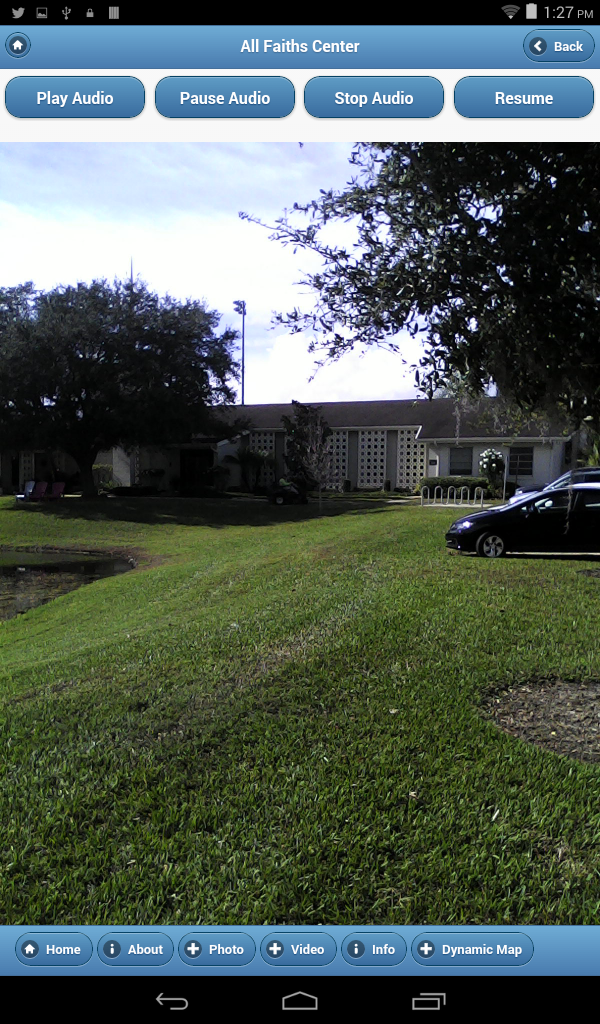 1:27 PM
All Faiths Center
Back
Play Audio
Pause Audio
Stop Audio
Resume
Home
About
Photo
Video
Info
Dynamic Map